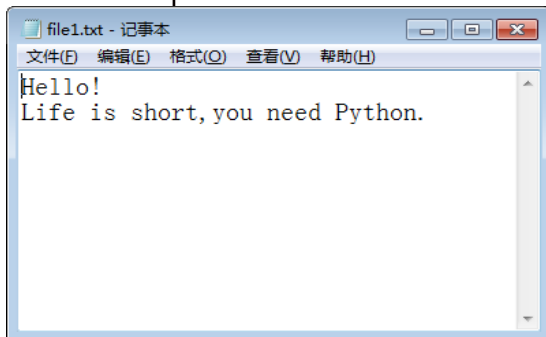 file1.txt - 记事本
文件(F) 编辑(E) 格式(O) 查看(V) 帮助(H)
Hello!
Life is short,you need Python.